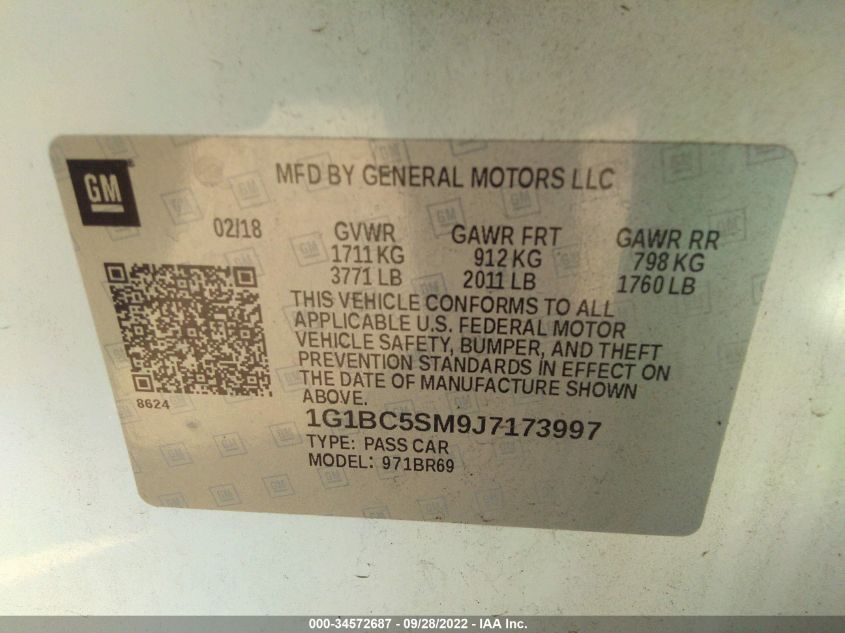 GM
MFD BY GENERAL MOTORS LLC
02/18 GVWR GAWR FRT GAWR RR
1711 KG 912 KG 798 KG
3771 LB 2011 LB 1760 LB
THIS VEHICLE CONFORMS TO ALL
APPLICABLE U.S. FEDERAL MOTOR
VEHICLE SAFETY, BUMPER, AND THEFT
PREVENTION STANDARDS IN EFFECT ON
THE DATE OF MANUFACTURE SHOWN
ABOVE.
8624
1G1BC5SM9J7173997
TYPE: PASS CAR
MODEL: 971BR69
000-34572687 - 09/28/2022 - IAA Inc.